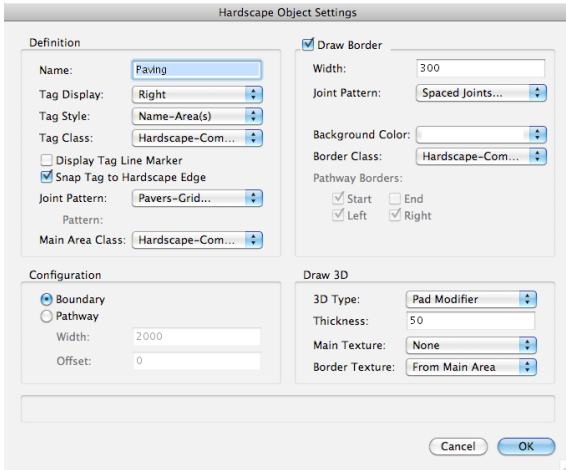 Hardscape Object Settings
Definition
Name: Paving
Tag Display: Right
Tag Style: Name-Area(s)
Tag Class: Hardscape-Com...
Display Tag Line Marker
Snap Tag to Hardscape Edge
Joint Pattern: Pavers-Grid...
Pattern:
Main Area Class: Hardscape-Com...
Draw Border
Width: 300
Joint Pattern: Spaced Joints...
Background Color:
Border Class: Hardscape-Com...
Pathway Borders:
Start End
Left Right
Configuration
Boundary
Pathway
Width: 2000
Offset: 0
Draw 3D
3D Type: Pad Modifier
Thickness: 50
Main Texture: None
Border Texture: From Main Area
Cancel OK